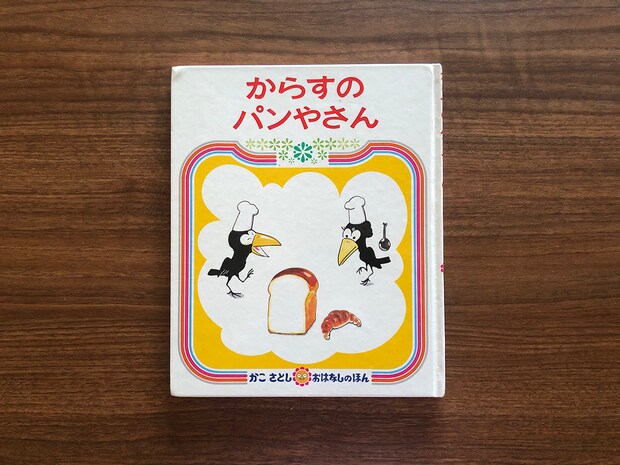 からすの
パンやさん
かこ さとし おはなしのほん